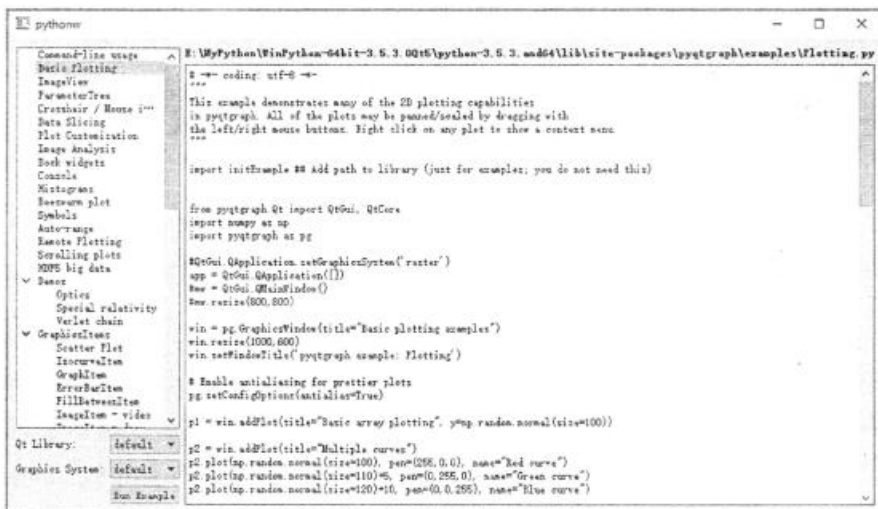 pythonw
Command-line usage
Basic Plotting
ImageView
ParameterTree
Crosshair / Mouse i…
Data Slicing
Plot Customization
Image Analysis
Dock widgets
Console
Histograms
Beeswarm plot
Symbols
Auto-range
Remote Plotting
Scrolling plots
HDF5 big data
Demos
Optics
Special relativity
Verlet chain
GraphicsItems
Scatter Plot
IsocurveItem
GraphItem
ErrorBarItem
FillBetweenItem
ImageItem - video
Qt Library: default
Graphics System: default
Run Example
E:\MyPython\WinPython-64bit-3.5.3.0Qt5\python-3.5.3.amd64\lib\site-packages\pyqtgraph\examples\Plotting.py
# -*- coding: utf-8 -*-
"""
This example demonstrates many of the 2D plotting capabilities
in pyqtgraph. All of the plots may be panned/scaled by dragging with
the left/right mouse buttons. Right click on any plot to show a context menu.
"""
import initExample ## Add path to library (just for examples; you do not need this)
from pyqtgraph.Qt import QtGui, QtCore
import numpy as np
import pyqtgraph as pg
#QtGui.QApplication.setGraphicsSystem('raster')
app = QtGui.QApplication([])
#mw = QtGui.QMainWindow()
#mw.resize(800,800)
win = pg.GraphicsWindow(title="Basic plotting examples")
win.resize(1000,600)
win.setWindowTitle('pyqtgraph example: Plotting')
# Enable antialiasing for prettier plots
pg.setConfigOptions(antialias=True)
p1 = win.addPlot(title="Basic array plotting", y=np.random.normal(size=100))
p2 = win.addPlot(title="Multiple curves")
p2.plot(np.random.normal(size=100), pen=(255,0,0), name="Red curve")
p2.plot(np.random.normal(size=110)+5, pen=(0,255,0), name="Green curve")
p2.plot(np.random.normal(size=120)+10, pen=(0,0,255), name="Blue curve")